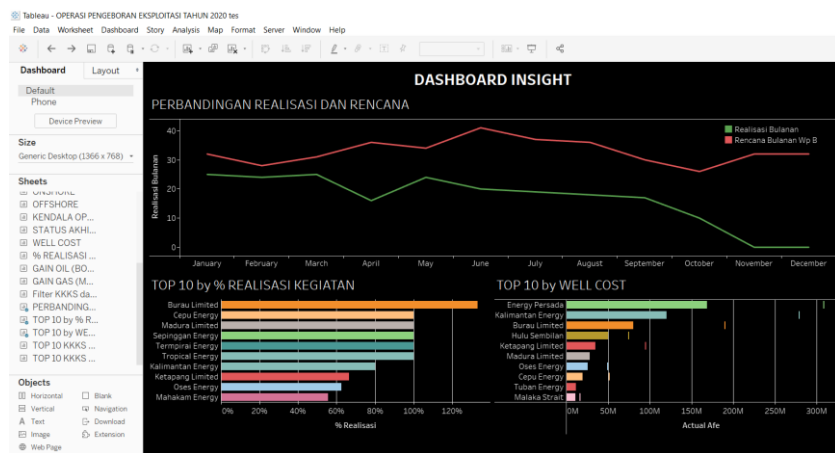 Tableau - OPERASI PENGEBORAN EKSPLOITASI TAHUN 2020 tes
File Data Worksheet Dashboard Story Analysis Map Format Server Window Help
Dashboard Layout
Default
Phone
Device Preview
Size
Generic Desktop (1366 x 768)
Sheets
ONSHORE
OFFSHORE
KENDALA OP...
STATUS AKHI...
WELL COST
% REALISASI ...
GAIN OIL (BO...
GAIN GAS (M...
Filter KKKS da...
PERBANDING...
TOP 10 by % R...
TOP 10 by WE...
TOP 10 KKKS ...
TOP 10 KKKS ...
Objects
Horizontal Blank
Vertical Navigation
A Text Download
Image Extension
Web Page
DASHBOARD INSIGHT
PERBANDINGAN REALISASI DAN RENCANA
Realisasi Bulanan
Rencana Bulanan Wp B
Realisasi Bulanan
40
30
20
10
0
January February March April May June July August September October November December
TOP 10 by % REALISASI KEGIATAN
Burau Limited
Cepu Energy
Madura Limited
Sepinggan Energy
Termpirai Energy
Tropical Energy
Kalimantan Energy
Ketapang Limited
Oses Energy
Mahakam Energy
0% 20% 40% 60% 80% 100% 120%
% Realisasi
TOP 10 by WELL COST
Energy Persada
Kalimantan Energy
Burau Limited
Hulu Sembilan
Ketapang Limited
Madura Limited
Oses Energy
Cepu Energy
Tuban Energy
Malaka Strait
0M 50M 100M 150M 200M 250M 300M
Actual Afe